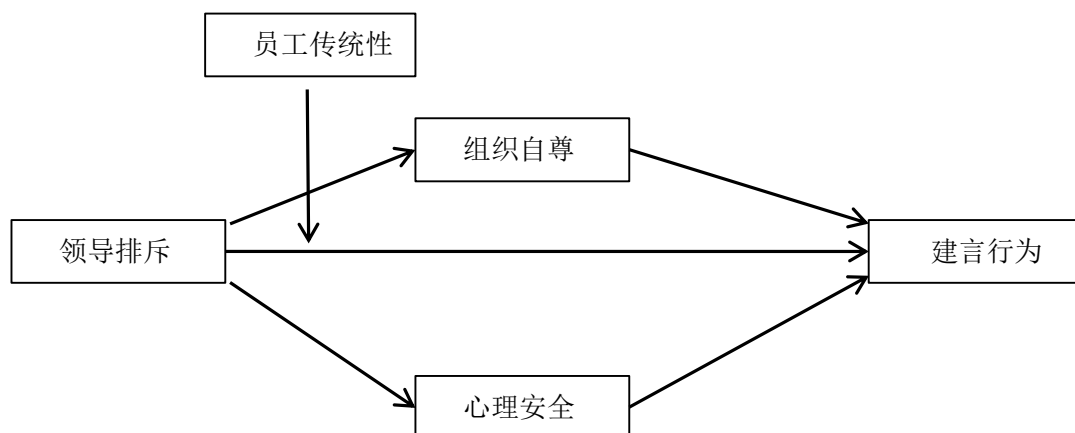 员工传统性
组织自尊
领导排斥
建言行为
心理安全